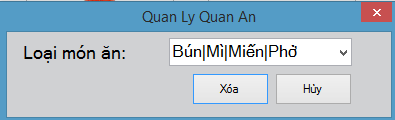 Quan Ly Quan An
Loại món ăn: Bún|Mì|Miến|Phở
Xóa Hủy